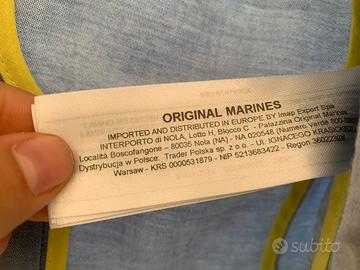 ORIGINAL MARINES
IMPORTED AND DISTRIBUTED IN EUROPE BY Imap Export Spa
INTERPORTO di NOLA, Lotto H, Blocco C - Palazzina Original Marines
Località Boscofangone - 80035 Nola (NA) - NA 020548 (Numero Verde
Dystrybucja w Polsce: Trader Polska sp. z o.o. - Ul. IGNACEGO
Warsaw - KRS 0000531879 - NIP 5213683422 - Regon
subito